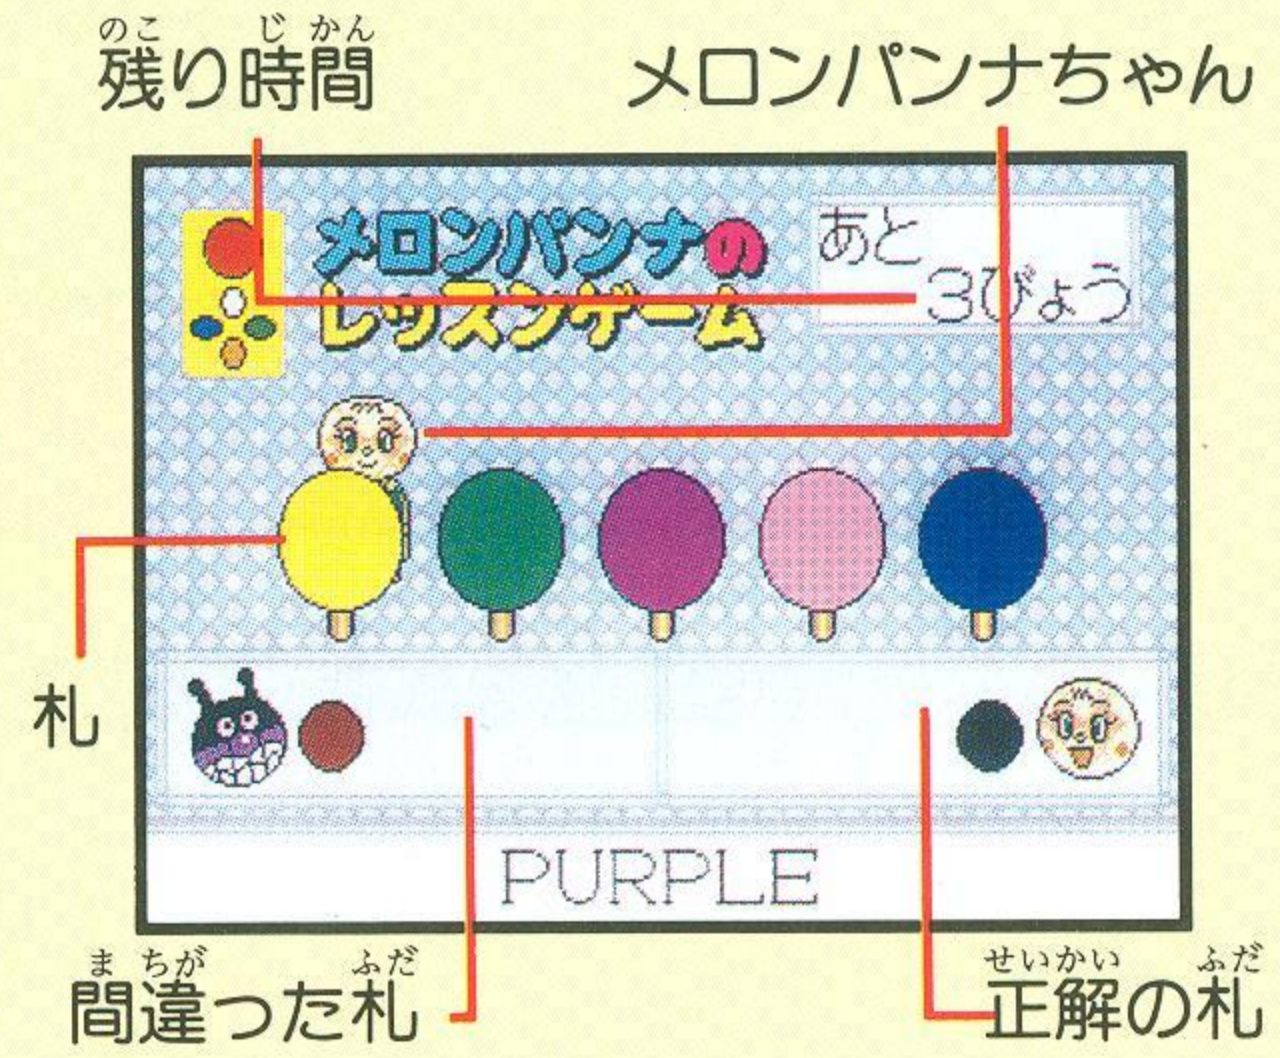 のこ じ かん
残り時間
メロンパンナちゃん
メロンパンナの
レッスンゲーム
あと
3びょう
札
PURPLE
ま ちが ふだ
間違った札
せいかい ふだ
正解の札